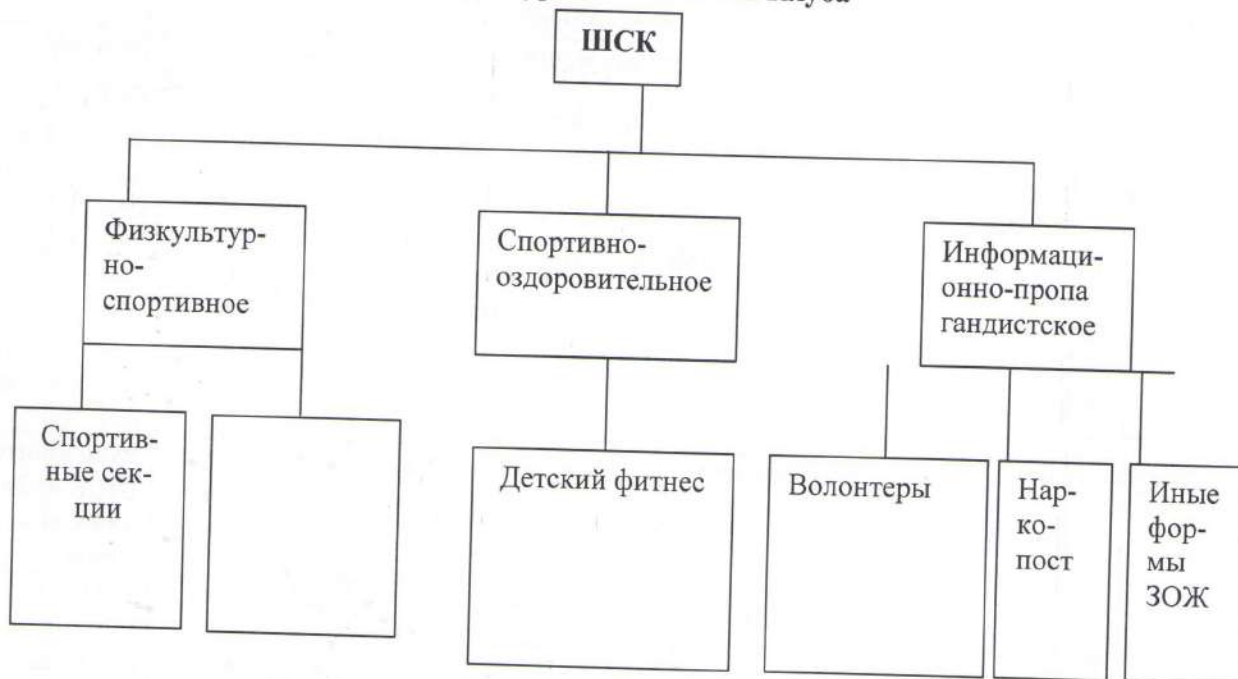 ШСК
Физкультур-
но-
спортивное
Спортивно-
оздоровительное
Информаци-
онно-пропа
гандистское
Спортив-
ные сек-
ции
Детский фитнес
Волонтеры
Нар-
ко-
пост
Иные
фор-
мы
ЗОЖ